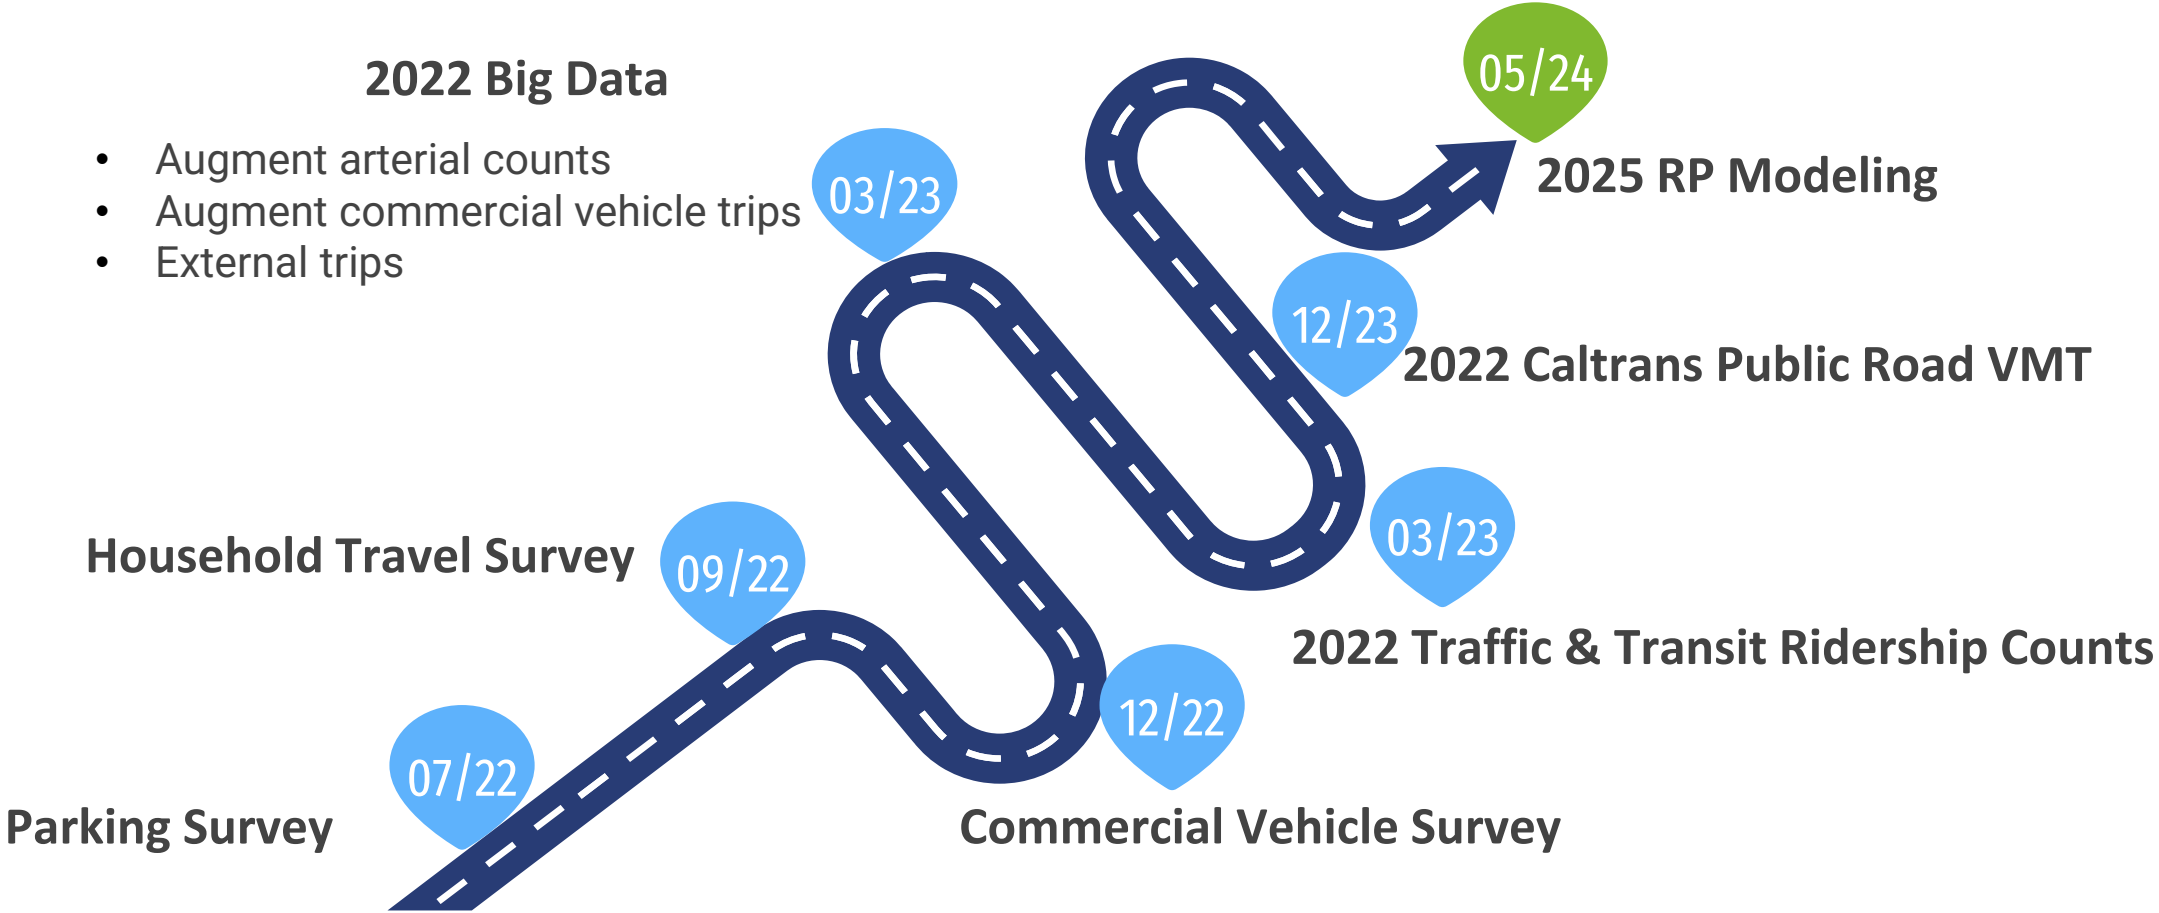 2022 Big Data
• Augment arterial counts
• Augment commercial vehicle trips
• External trips
03/23
05/24
2025 RP Modeling
12/23
2022 Caltrans Public Road VMT
Household Travel Survey
09/22
03/23
2022 Traffic & Transit Ridership Counts
07/22
Parking Survey
12/22
Commercial Vehicle Survey